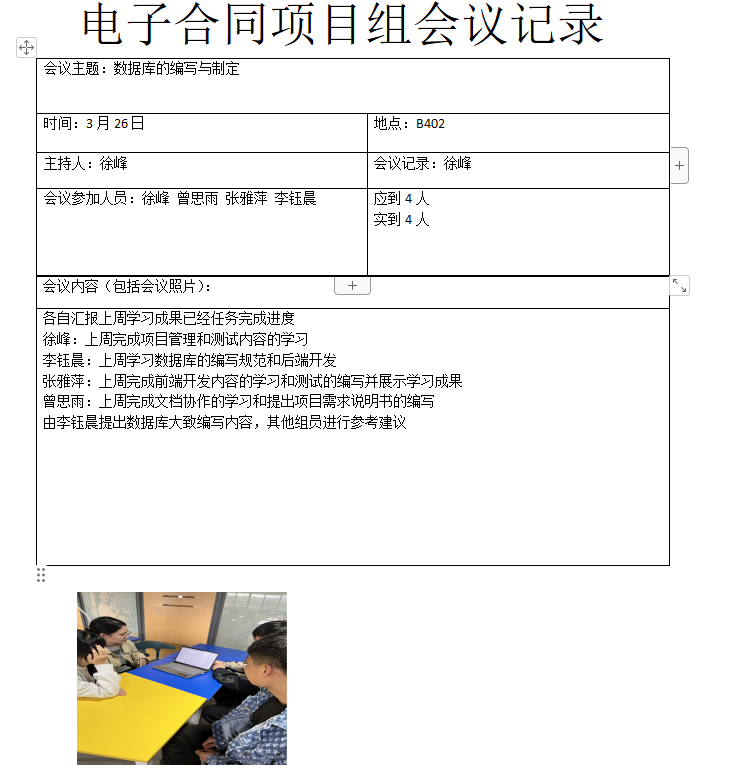 电子合同项目组会议记录
会议主题：数据库的编写与制定
时间：3 月 26 日
地点：B402
主持人：徐峰
会议记录：徐峰
会议参加人员：徐峰 曾思雨 张雅萍 李钰晨
应到 4 人
实到 4 人
会议内容（包括会议照片）：
各自汇报上周学习成果已经任务完成进度
徐峰：上周完成项目管理和测试内容的学习
李钰晨：上周学习数据库的编写规范和后端开发
张雅萍：上周完成前端开发内容的学习和测试的编写并展示学习成果
曾思雨：上周完成文档协作的学习和提出项目需求说明书的编写
由李钰晨提出数据库大致编写内容，其他组员进行参考建议